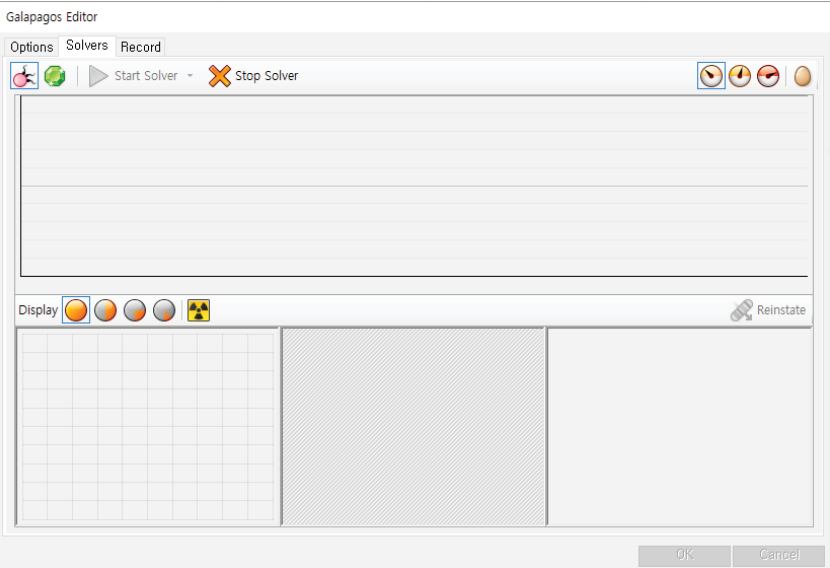 Galapagos Editor
Options Solvers Record
Start Solver Stop Solver
Display Reinstate
OK Cancel